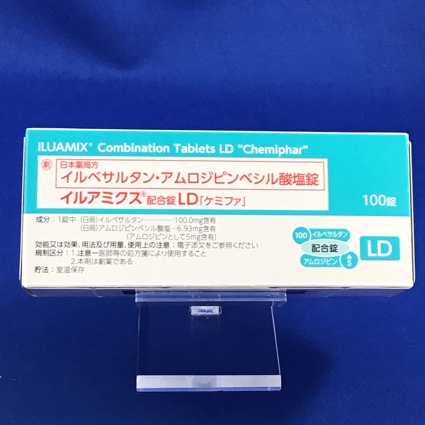 ILUAMIX® Combination Tablets LD "Chemiphar"
劇 日本薬局方
イルベサルタン・アムロジピンベシル酸塩錠
イルアミクス®配合錠LD「ケミファ」
100錠
成分:1錠中 (日局)イルベサルタン……………100.0mg含有
(日局)アムロジピンベシル酸塩…6.93mg含有
(アムロジピンとして5mg含有)
効能又は効果、用法及び用量、使用上の注意:電子添文をご参照ください
規制区分:1.注意ー医師等の処方箋により使用すること
2.本剤は劇薬である
貯法:室温保存
100 イルベサルタン
配合錠
アムロジピン 5
LD